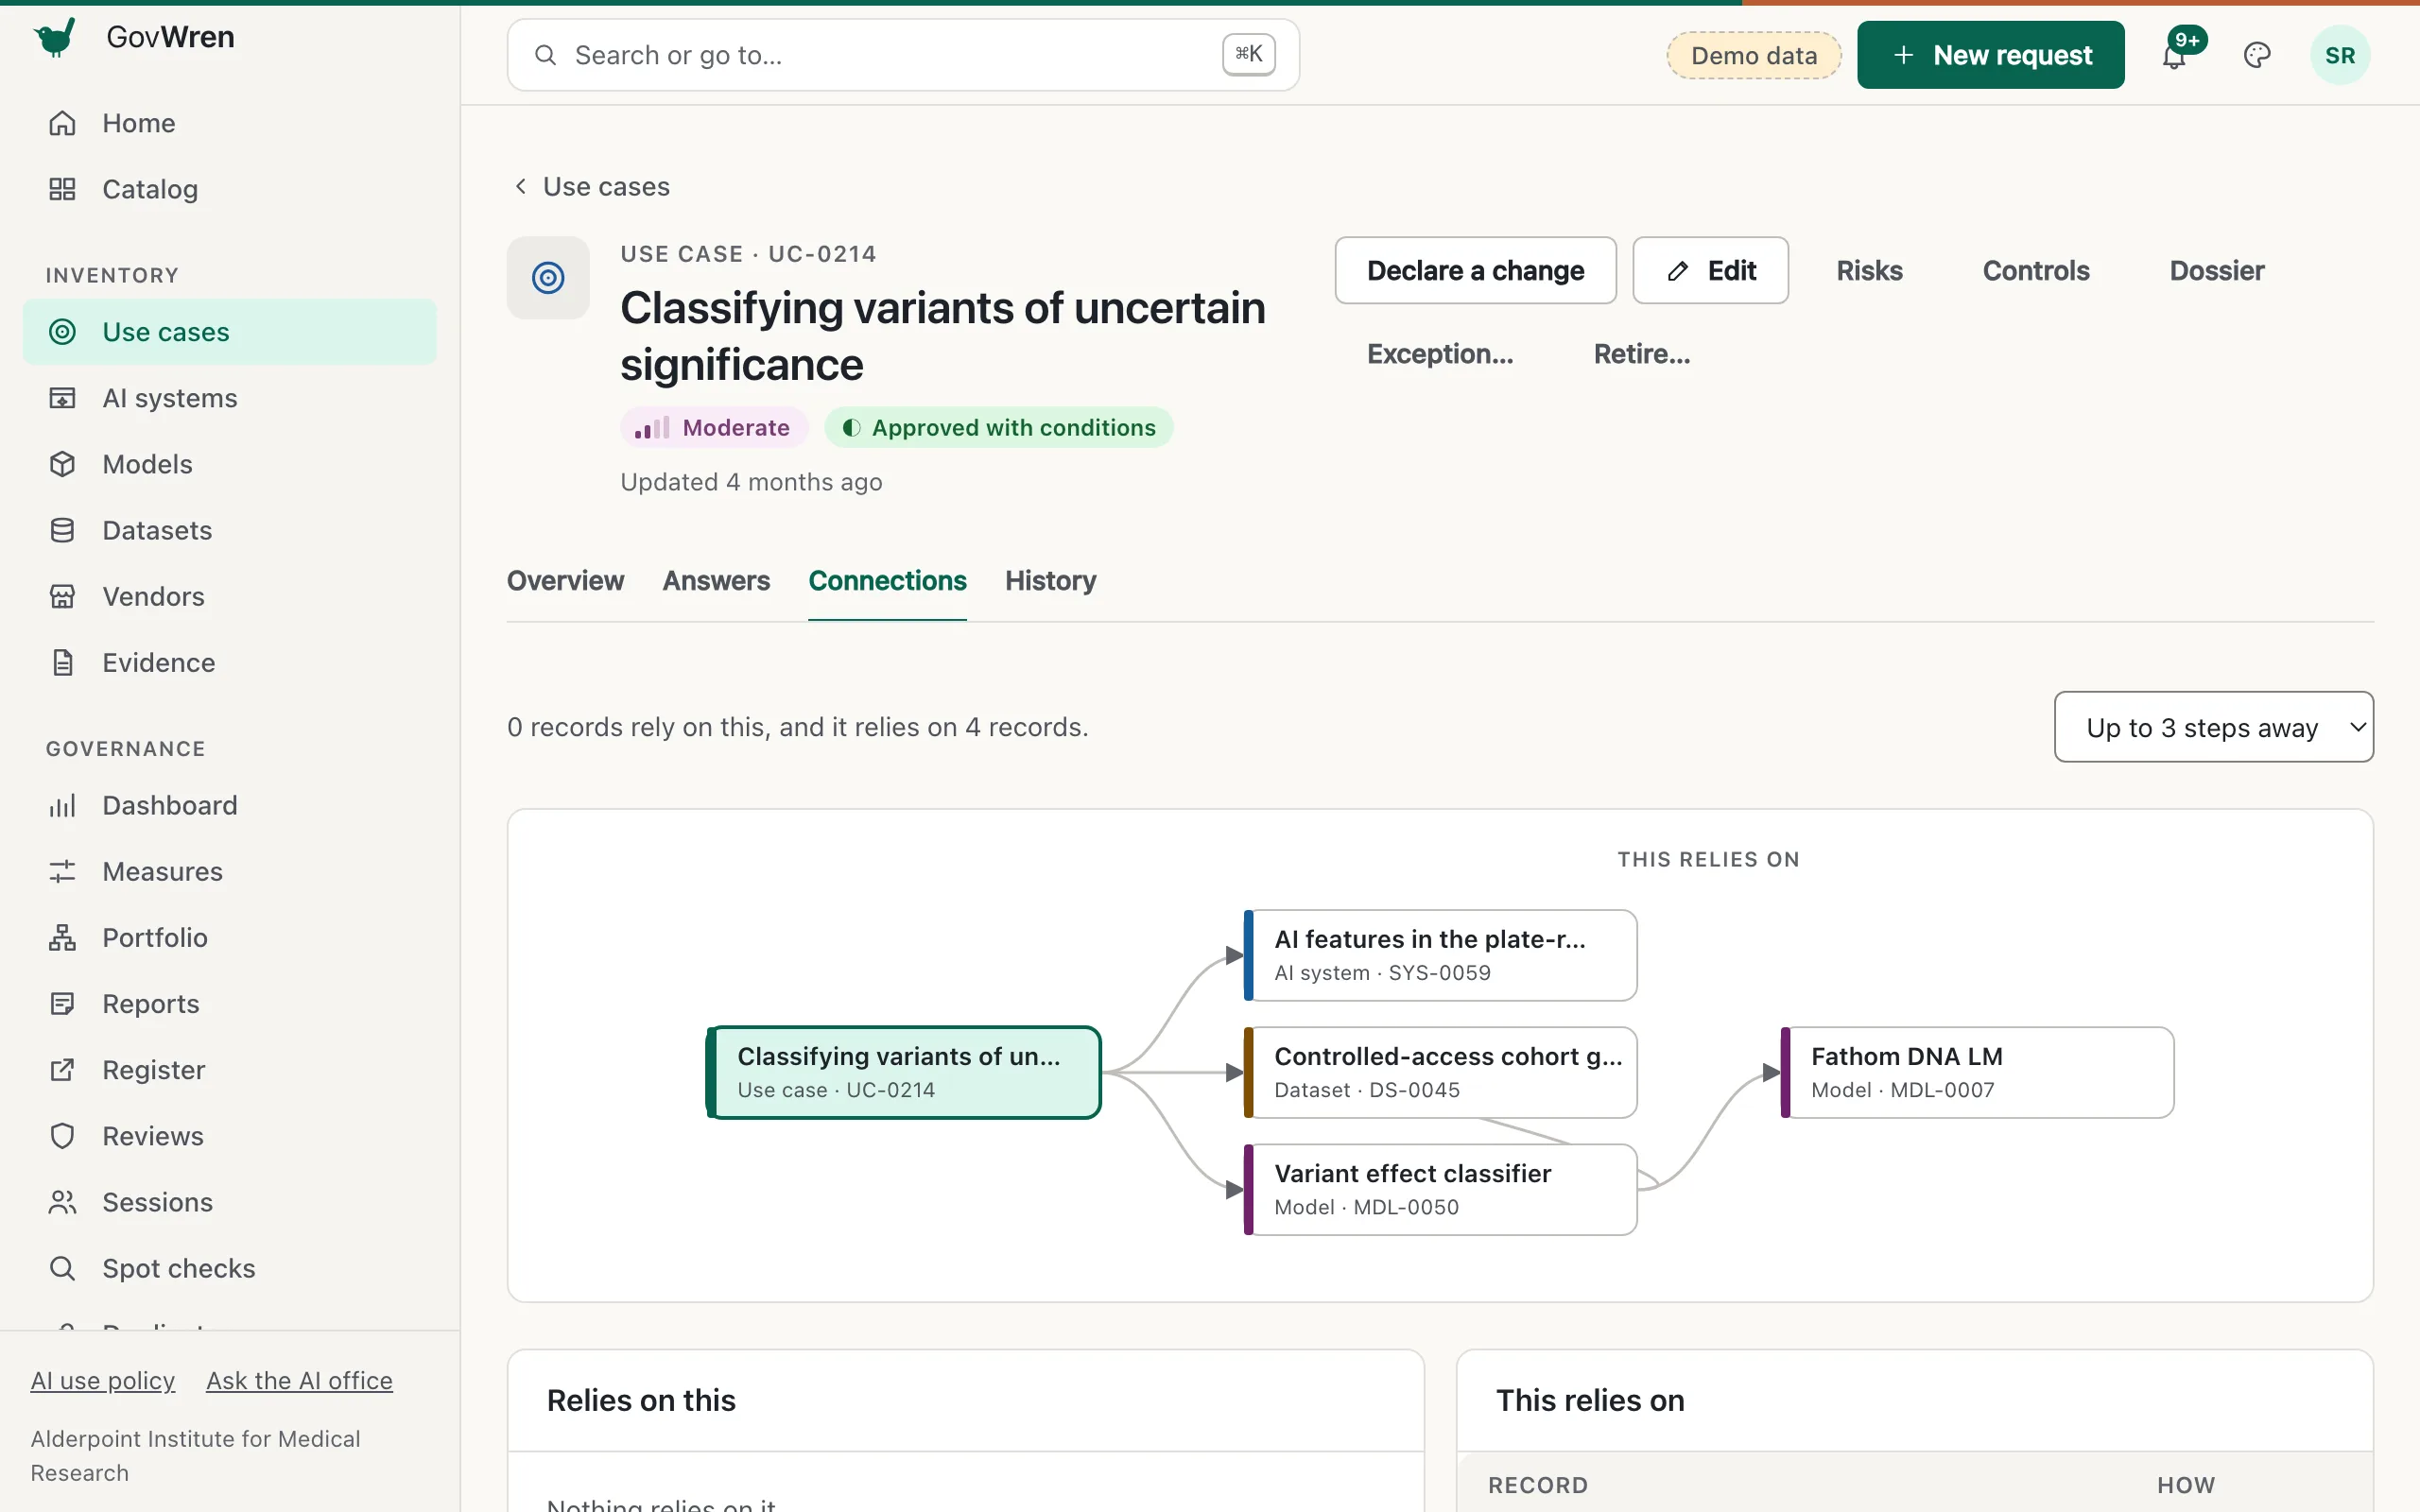 GovWren
Search or go to...
⌘K
Demo data
New request
9+
SR
Home
Catalog
INVENTORY
Use cases
AI systems
Models
Datasets
Vendors
Evidence
GOVERNANCE
Dashboard
Measures
Portfolio
Reports
Register
Reviews
Sessions
Spot checks
AI use policy
Ask the AI office
Alderpoint Institute for Medical
Research
Use cases
USE CASE · UC-0214
Classifying variants of uncertain
significance
Moderate
Approved with conditions
Updated 4 months ago
Declare a change
Edit
Risks
Controls
Dossier
Exception...
Retire...
Overview
Answers
Connections
History
0 records rely on this, and it relies on 4 records.
Up to 3 steps away
THIS RELIES ON
AI features in the plate-r...
AI system · SYS-0059
Classifying variants of un...
Use case · UC-0214
Controlled-access cohort g...
Dataset · DS-0045
Fathom DNA LM
Model · MDL-0007
Variant effect classifier
Model · MDL-0050
Relies on this
Nothing relies on it
This relies on
RECORD
HOW